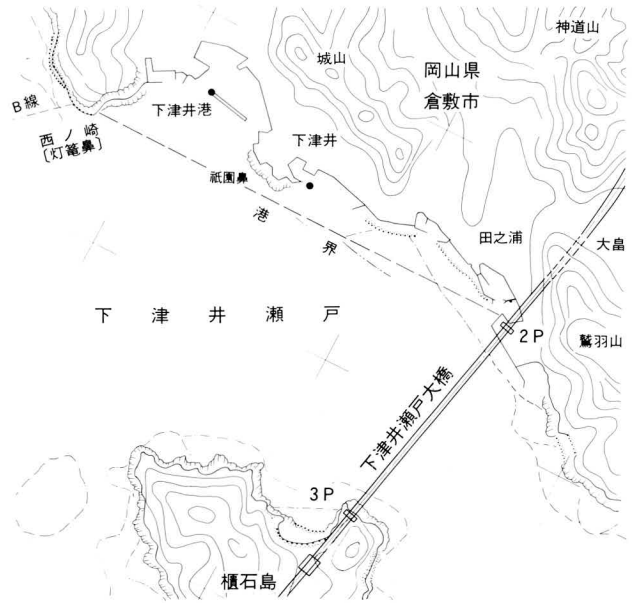 神道山
城山
岡山県
倉敷市
B線
下津井港
西ノ崎
〔灯篭鼻〕
下津井
祇園鼻
港界
田之浦
大畠
下津井瀬戸
2P
鷲羽山
下津井瀬戸大橋
3P
櫃石島